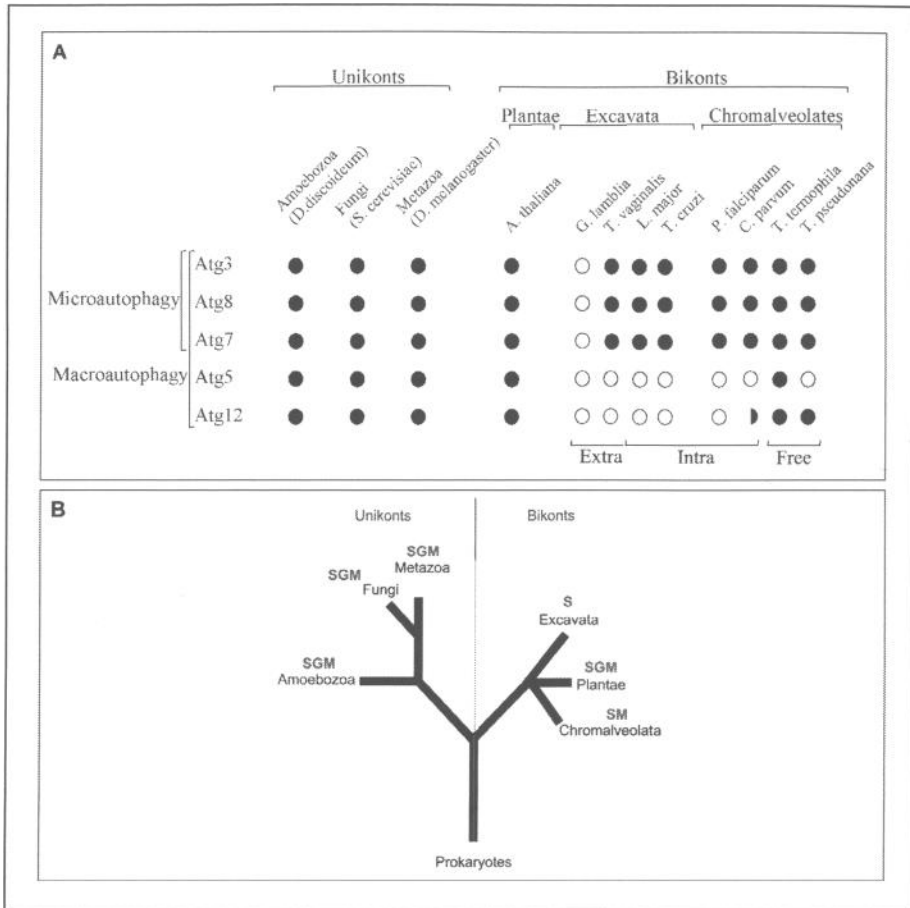 A
Unikonts
Bikonts
Plantae
Excavata
Chromalveolates
Amoebozoa
(D.discoideum)
Fungi
(S. cerevisiae)
Metazoa
(D. melanogaster)
A. thaliana
G. lamblia
T. vaginalis
L. major
T. cruzi
P. falciparum
C. parvum
T. termophila
T. pseudonana
Microautophagy
Macroautophagy
Atg3
Atg8
Atg7
Atg5
Atg12
Extra
Intra
Free
B
Unikonts
Bikonts
SGM
Metazoa
SGM
Fungi
S
Excavata
SGM
Amoebozoa
SGM
Plantae
SM
Chromalveolata
Prokaryotes